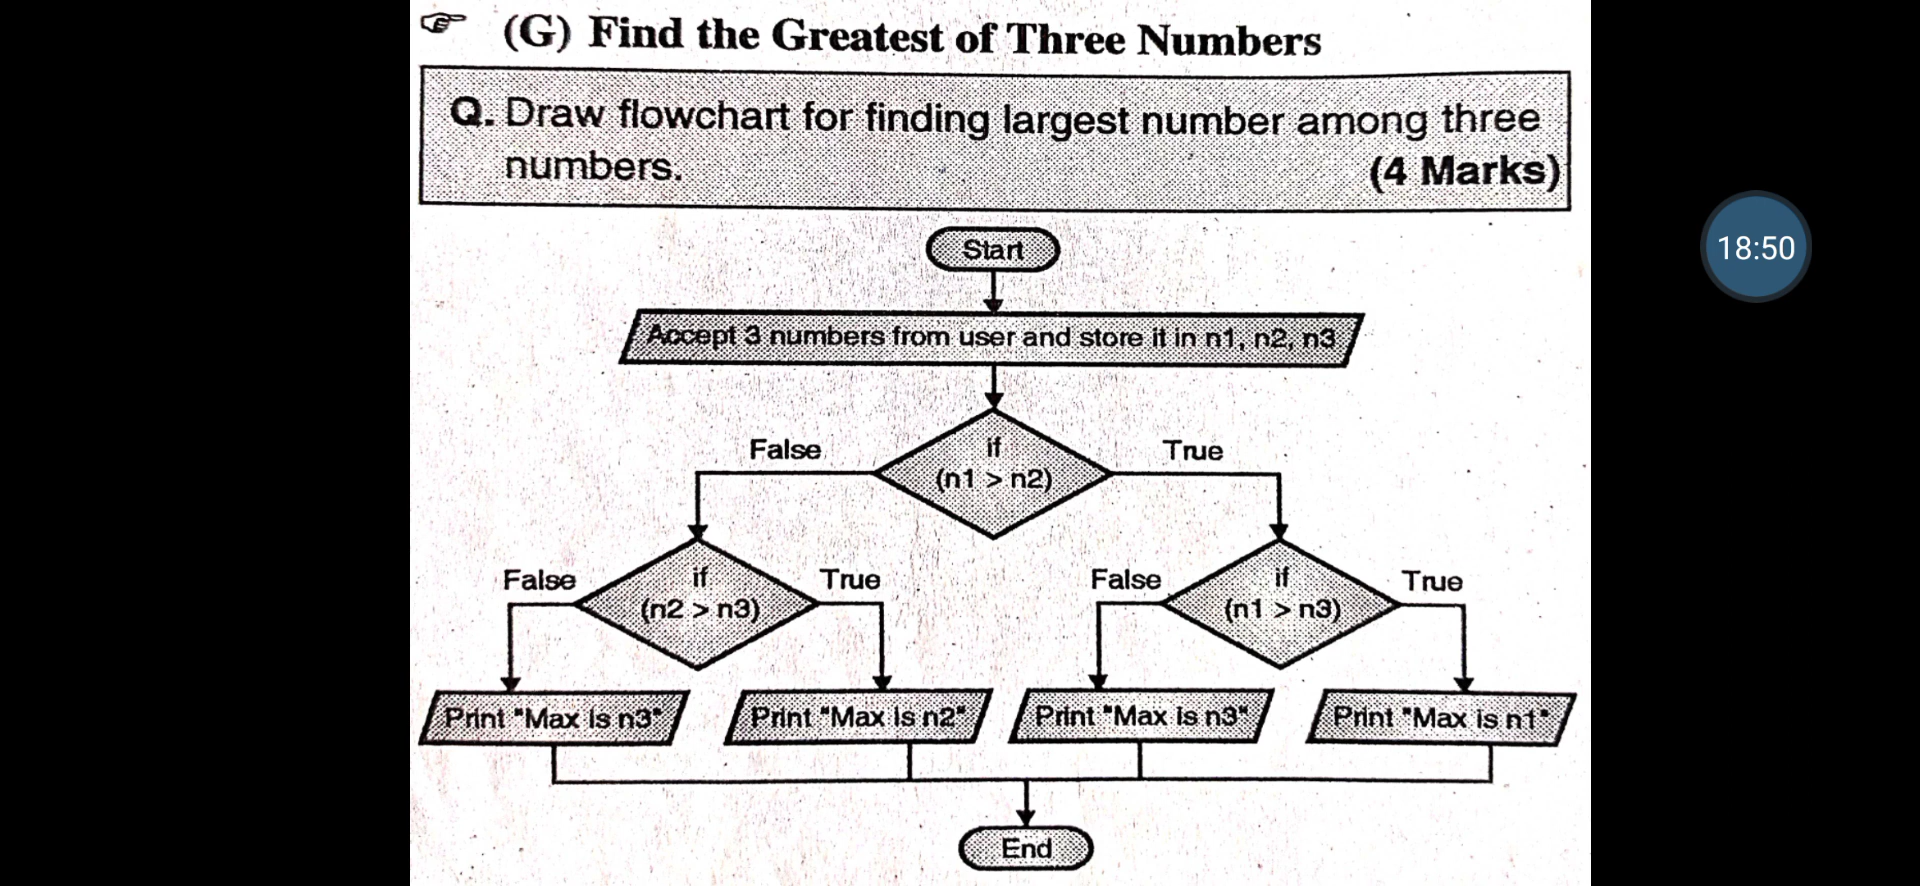 (G) Find the Greatest of Three Numbers
Q. Draw flowchart for finding largest number among three
numbers. (4 Marks)
Start
18:50
Accept 3 numbers from user and store it in n1, n2, n3
if
(n1 > n2)
False
True
if
(n2 > n3)
False
True
if
(n1 > n3)
False
True
Print "Max is n3"
Print "Max is n2"
Print "Max is n3"
Print "Max is n1"
End